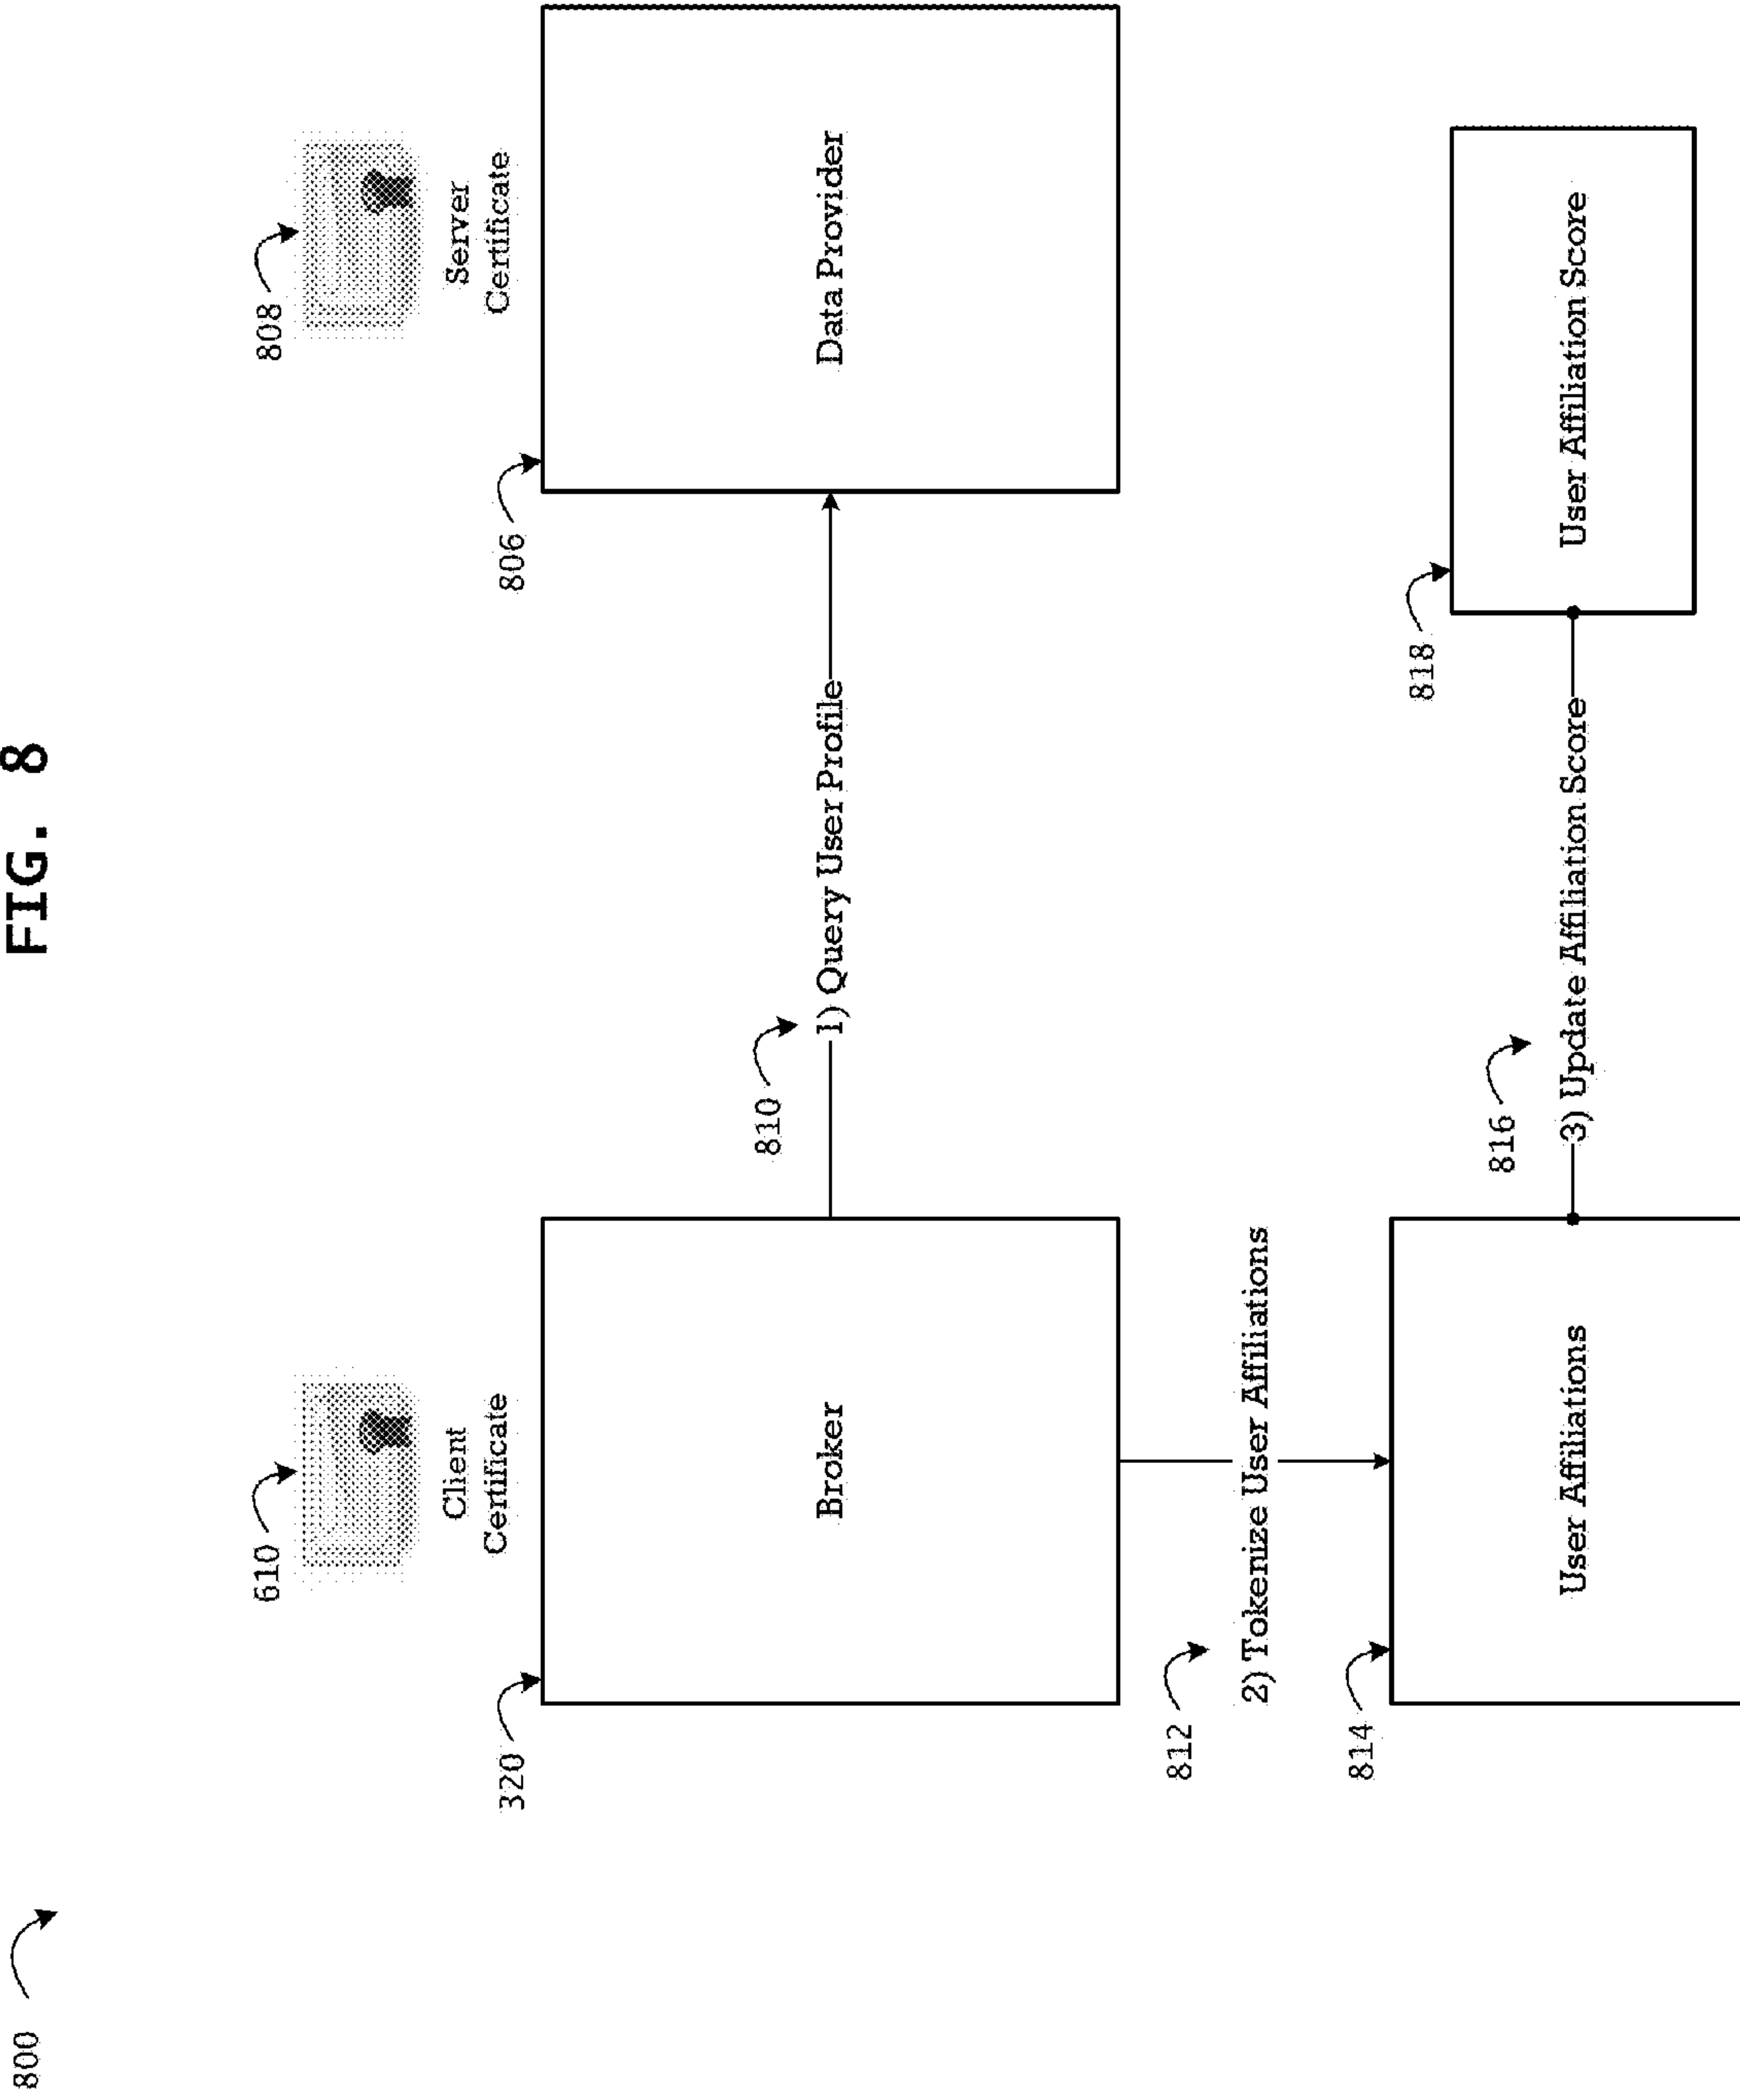 FIG. 8
800
610
808
Client
Certificate
Server
Certificate
320
806
Broker
810
1) Query User Profile
Data Provider
812
2) Tokenize User Affiliations
814
818
User Affiliations
816
3) Update Affiliation Score
User Affiliation Score